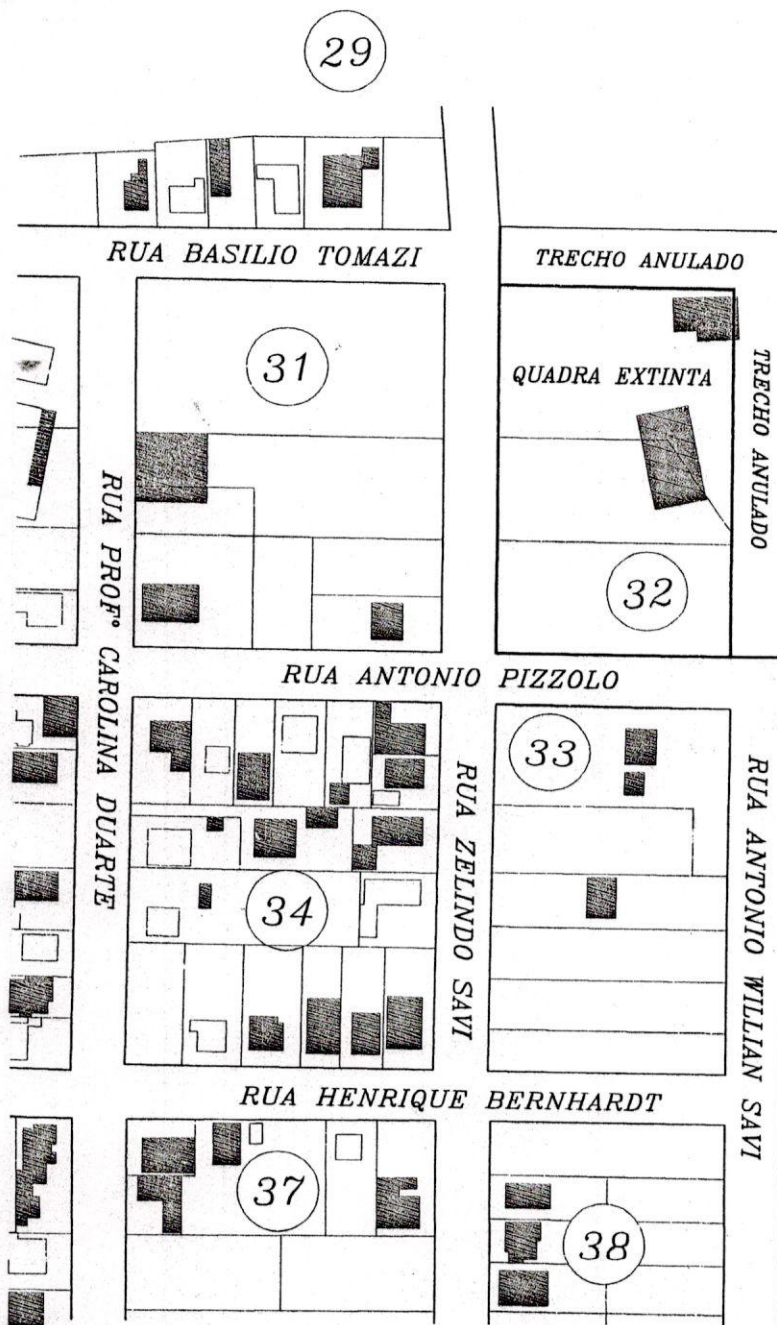 29
RUA BASILIO TOMAZI
TRECHO ANULADO
31
QUADRA EXTINTA
TRECHO ANULADO
32
RUA PROFº CAROLINA DUARTE
RUA ANTONIO PIZZOLO
33
RUA ZELINDO SAVI
RUA ANTONIO WILLIAN SAVI
34
RUA HENRIQUE BERNHARDT
37
38